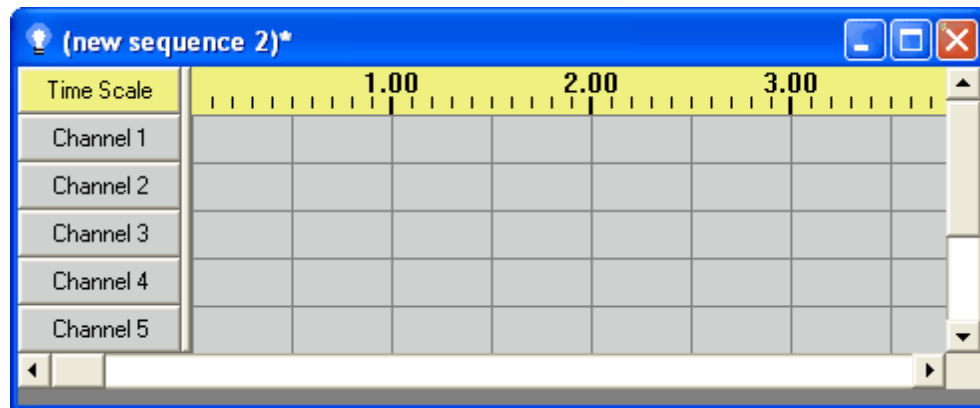 (new sequence 2)*
Time Scale 1.00 2.00 3.00
Channel 1
Channel 2
Channel 3
Channel 4
Channel 5